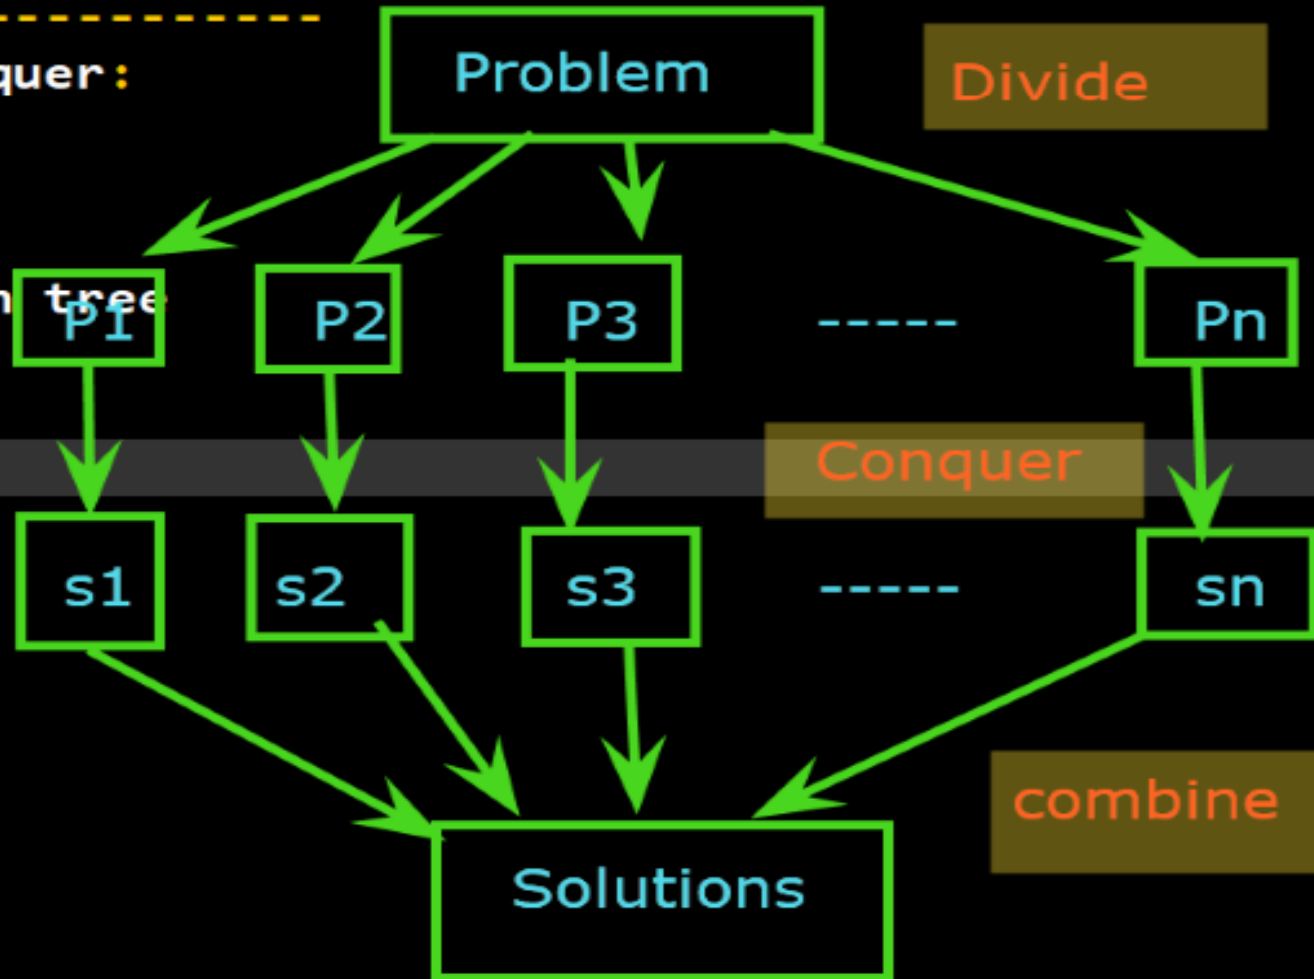 -----------
Problem
Divide
quer:
tree
P1 P2 P3 ----- Pn
Conquer
s1 s2 s3 ----- sn
combine
Solutions